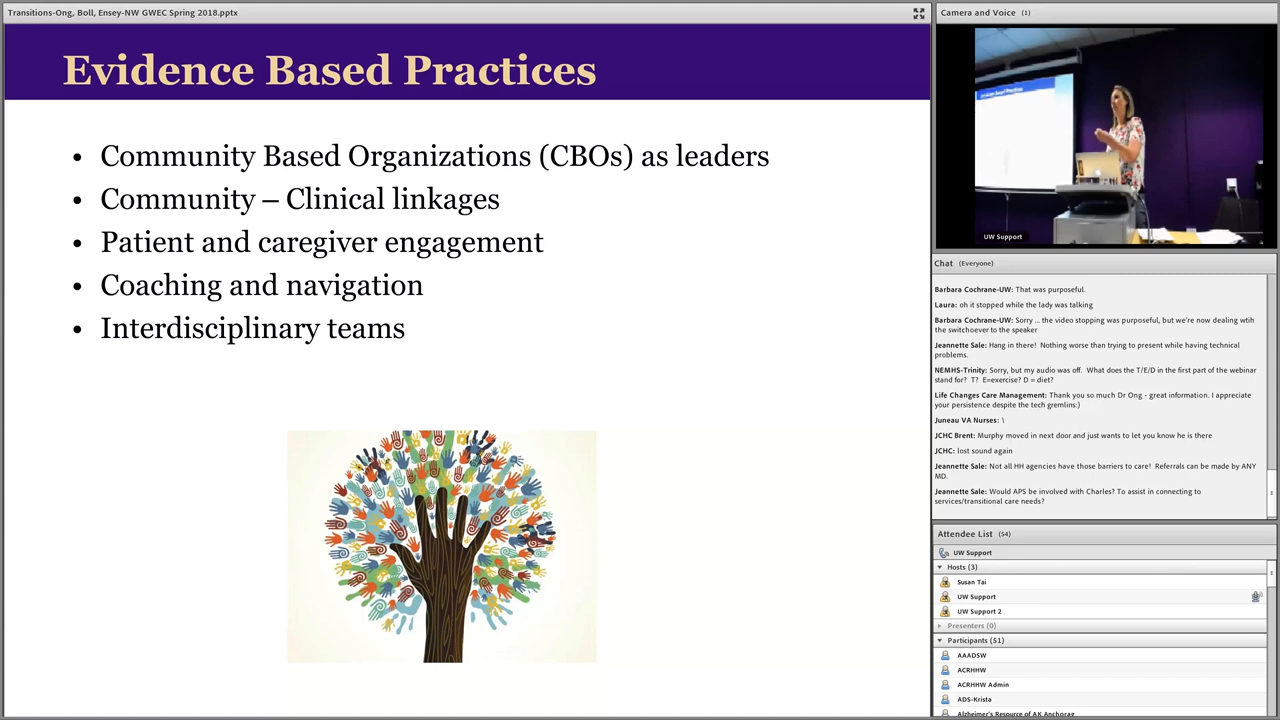 Transitions-Ong, Boll, Ensey-NW GWEC Spring 2018.pptx
Evidence Based Practices
• Community Based Organizations (CBOs) as leaders
• Community – Clinical linkages
• Patient and caregiver engagement
• Coaching and navigation
• Interdisciplinary teams
Camera and Voice (1)
UW Support
Chat (Everyone)
Barbara Cochrane-UW: That was purposeful.
Laura: oh it stopped while the lady was talking
Barbara Cochrane-UW: Sorry ... the video stopping was purposeful, but we're now dealing wtih
the switchoever to the speaker
Jeannette Sale: Hang in there! Nothing worse than trying to present while having technical
problems.
NEMHS-Trinity: Sorry, but my audio was off. What does the T/E/D in the first part of the webinar
stand for? T? E=exercise? D = diet?
Life Changes Care Management: Thank you so much Dr Ong - great information. I appreciate
your persistence despite the tech gremlins:)
Juneau VA Nurses: \
JCHC Brent: Murphy moved in next door and just wants to let you know he is there
JCHC: lost sound again
Jeannette Sale: Not all HH agencies have those barriers to care! Referrals can be made by ANY
MD.
Jeannette Sale: Would APS be involved with Charles? To assist in connecting to
services/transitional care needs?
Attendee List (54)
UW Support
Hosts (3)
Susan Tai
UW Support
UW Support 2
Presenters (0)
Participants (51)
AAADSW
ACRHHW
ACRHHW Admin
ADS-Krista
Alzheimer's Resource of AK Anchorag